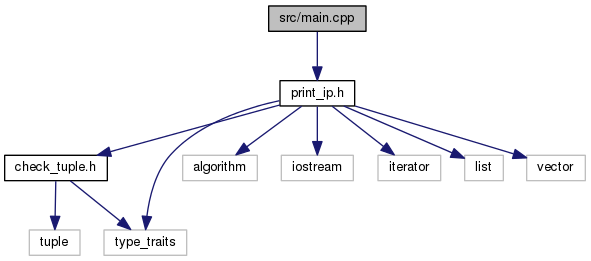 src/main.cpp
print_ip.h
check_tuple.h
algorithm
iostream
iterator
list
vector
tuple
type_traits